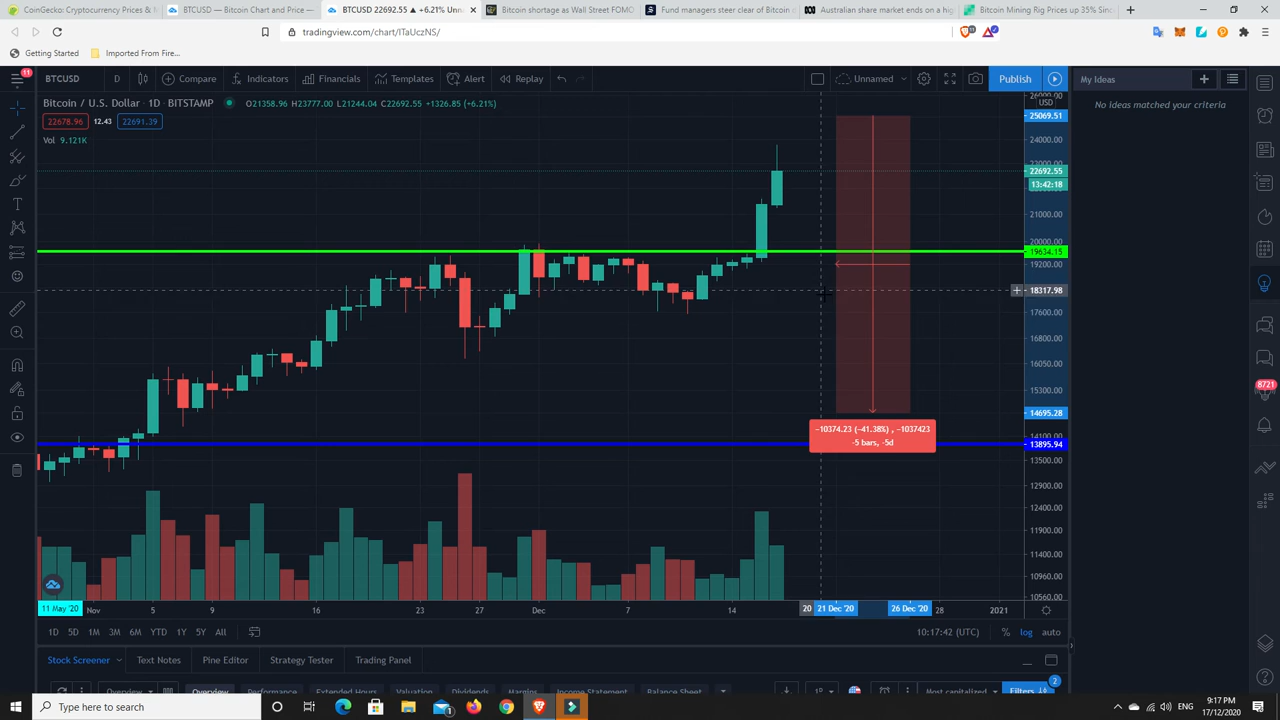 CoinGecko: Cryptocurrency Prices & M
BTCUSD — Bitcoin Chart and Price —
BTCUSD 22692.55 ▲ +6.21% Unna
Bitcoin shortage as Wall Street FOMO
Fund managers steer clear of Bitcoin
Australian share market ends on a hig
Bitcoin Mining Rig Prices up 35% Sinc
tradingview.com/chart/ITaUczNS/
Getting Started
Imported From Fire...
11
BTCUSD
D
Compare
Indicators
Financials
Templates
Alert
Replay
Unnamed
Publish
My Ideas
Bitcoin / U.S. Dollar · 1D · BITSTAMP
O21358.96 H23777.00 L21244.04 C22692.55 +1326.85 (+6.21%)
22678.96
12.43
22691.39
Vol 9.121K
No ideas matched your criteria
26000.00
USD
25069.51
24000.00
23000.00
22692.55
13:42:18
21000.00
20000.00
19634.15
19200.00
18317.98
17600.00
16800.00
16050.00
15300.00
14695.28
14100.00
13895.94
13500.00
12900.00
12400.00
11900.00
11400.00
10960.00
10560.00
−10374.23 (−41.38%) , −1037423
-5 bars, -5d
8721
11 May '20
Nov
5
9
16
23
27
Dec
7
14
20
21 Dec '20
26 Dec '20
28
2021
1D
5D
1M
3M
6M
YTD
1Y
5Y
All
10:17:42 (UTC)
%
log
auto
Stock Screener
Text Notes
Pine Editor
Strategy Tester
Trading Panel
Overview
Overview
Performance
Extended Hours
Valuation
Dividends
Margins
Income Statement
Balance Sheet
Most capitalized
Filters
2
Type here to search
ENG
9:17 PM
17/12/2020